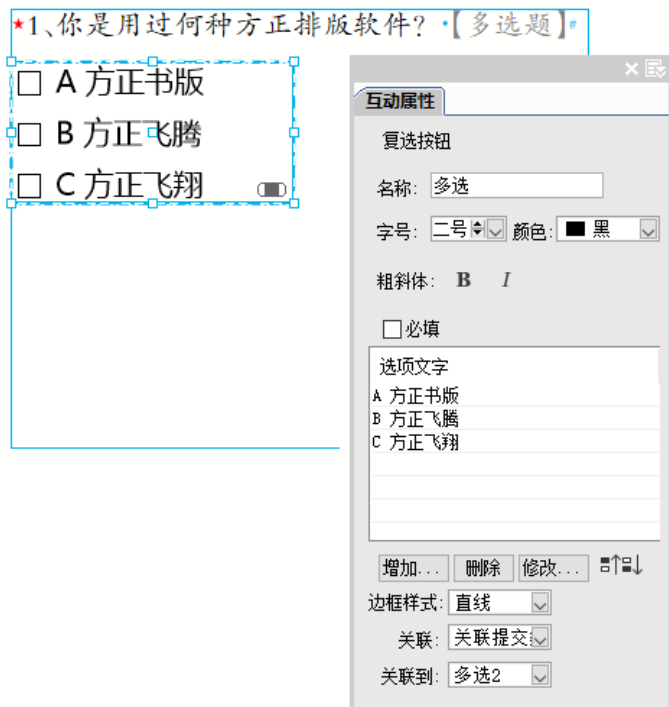 *1、你是用过何种方正排版软件？·【多选题】#
A 方正书版
B 方正飞腾
C 方正飞翔
互动属性
复选按钮
名称: 多选
字号: 二号 颜色: 黑
粗斜体: B I
必填
选项文字
A 方正书版
B 方正飞腾
C 方正飞翔
增加... 删除 修改...
边框样式: 直线
关联: 关联提交
关联到: 多选2